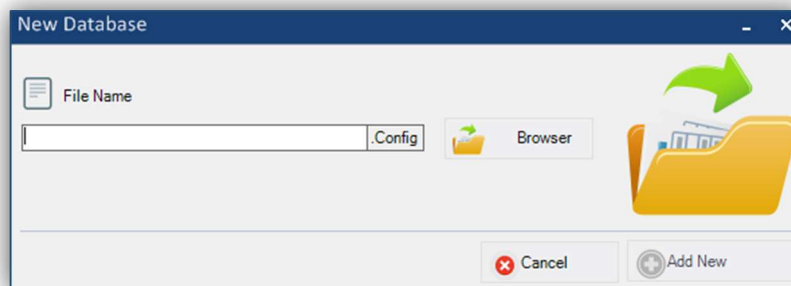 New Database
File Name
.Config
Browser
Cancel
Add New